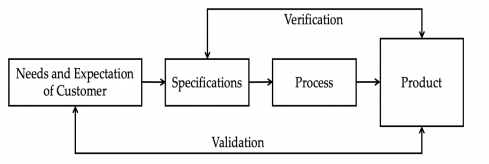 Verification
Needs and Expectation
of Customer
Specifications
Process
Product
Validation